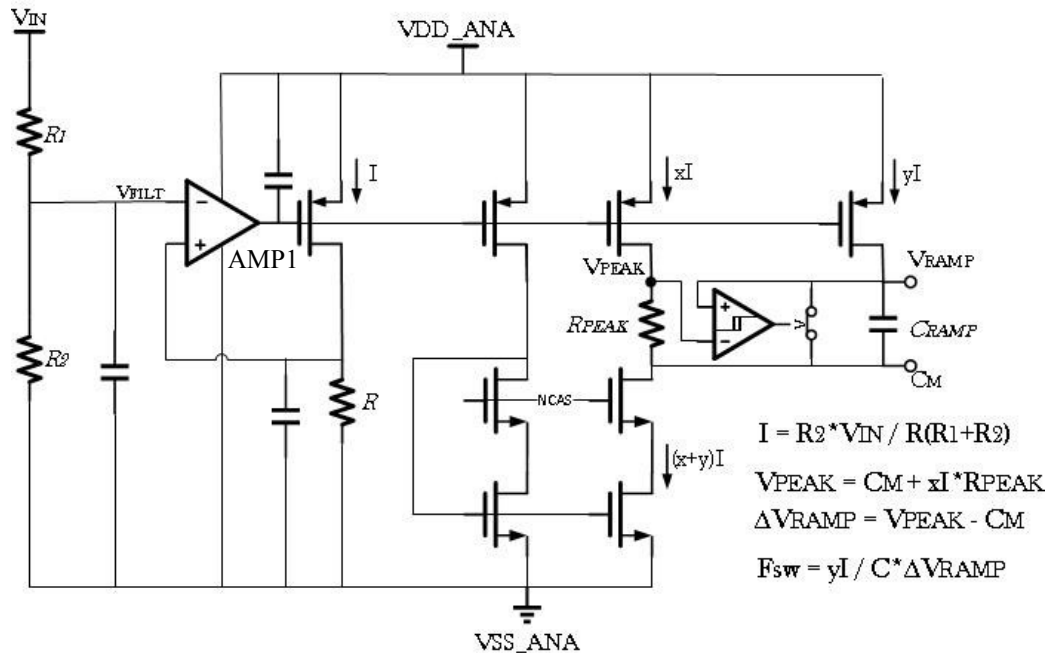 VIN
VDD_ANA
R1
I
xI
yI
VFILT
-
+
AMP1
VPEAK
VRAMP
RPEAK
+
-
V
CRAMP
R2
CM
R
NCAS
(x+y)I
I = R2*VIN / R(R1+R2)
VPEAK = CM + xI*RPEAK
ΔVRAMP = VPEAK - CM
Fsw = yI / C*ΔVRAMP
VSS_ANA